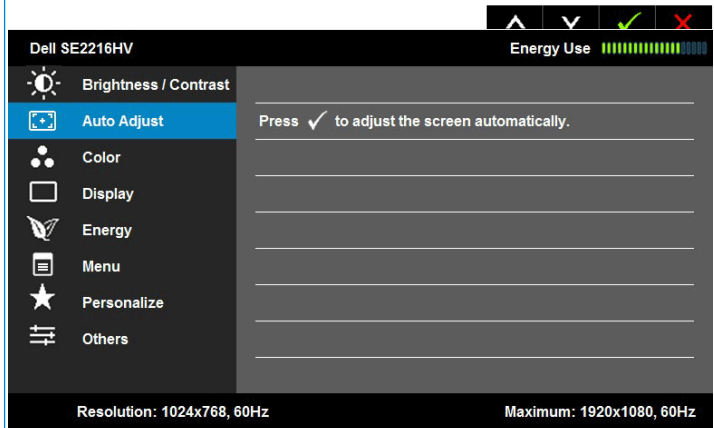 Dell SE2216HV Energy Use
Brightness / Contrast
Auto Adjust Press ✓ to adjust the screen automatically.
Color
Display
Energy
Menu
Personalize
Others
Resolution: 1024x768, 60Hz Maximum: 1920x1080, 60Hz